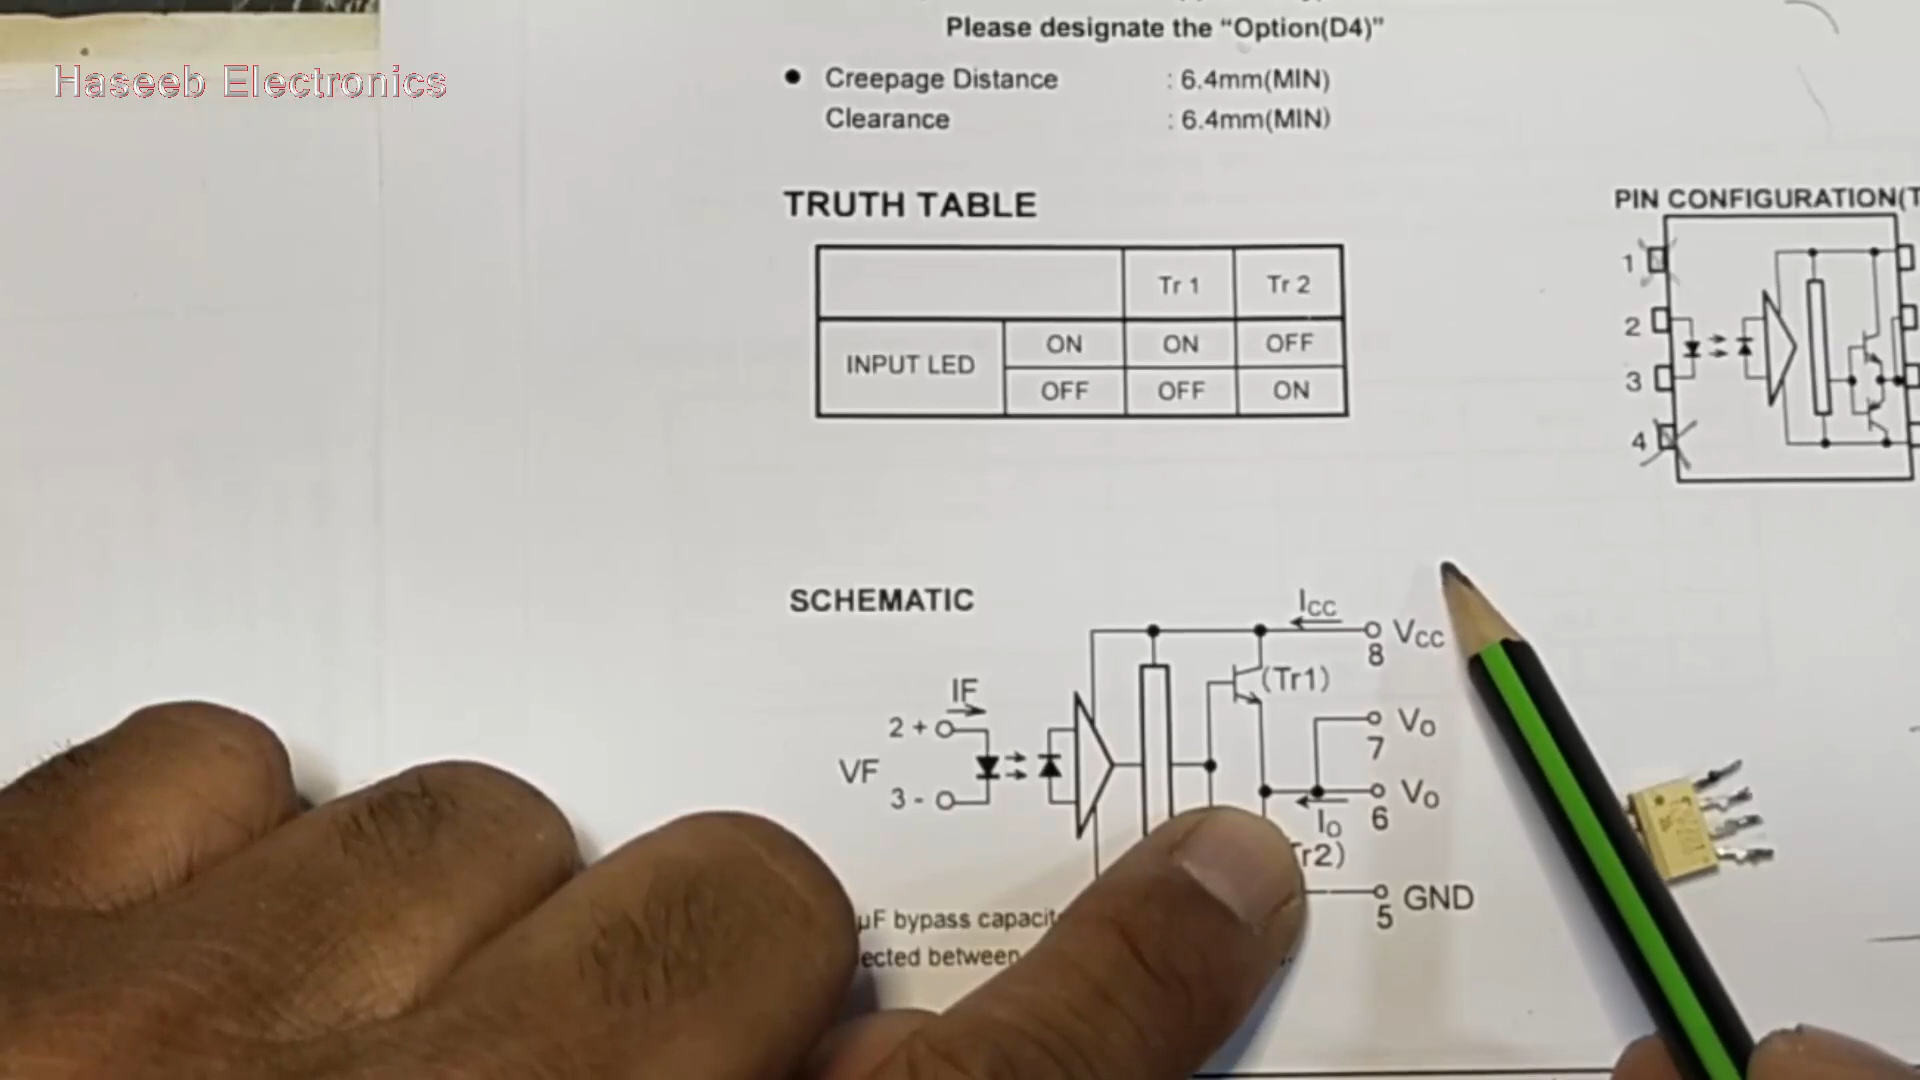 Please designate the “Option(D4)”
Haseeb Electronics
● Creepage Distance : 6.4mm(MIN)
Clearance : 6.4mm(MIN)
TRUTH TABLE
Tr 1 Tr 2
INPUT LED
ON ON OFF
OFF OFF ON
PIN CONFIGURATION(T
1
2
3
4
SCHEMATIC
ICC
VCC
8
(Tr1)
IF
2 +
VF
3 -
VO
7
VO
6
IO
r2)
GND
5
µF bypass capacit
ected between